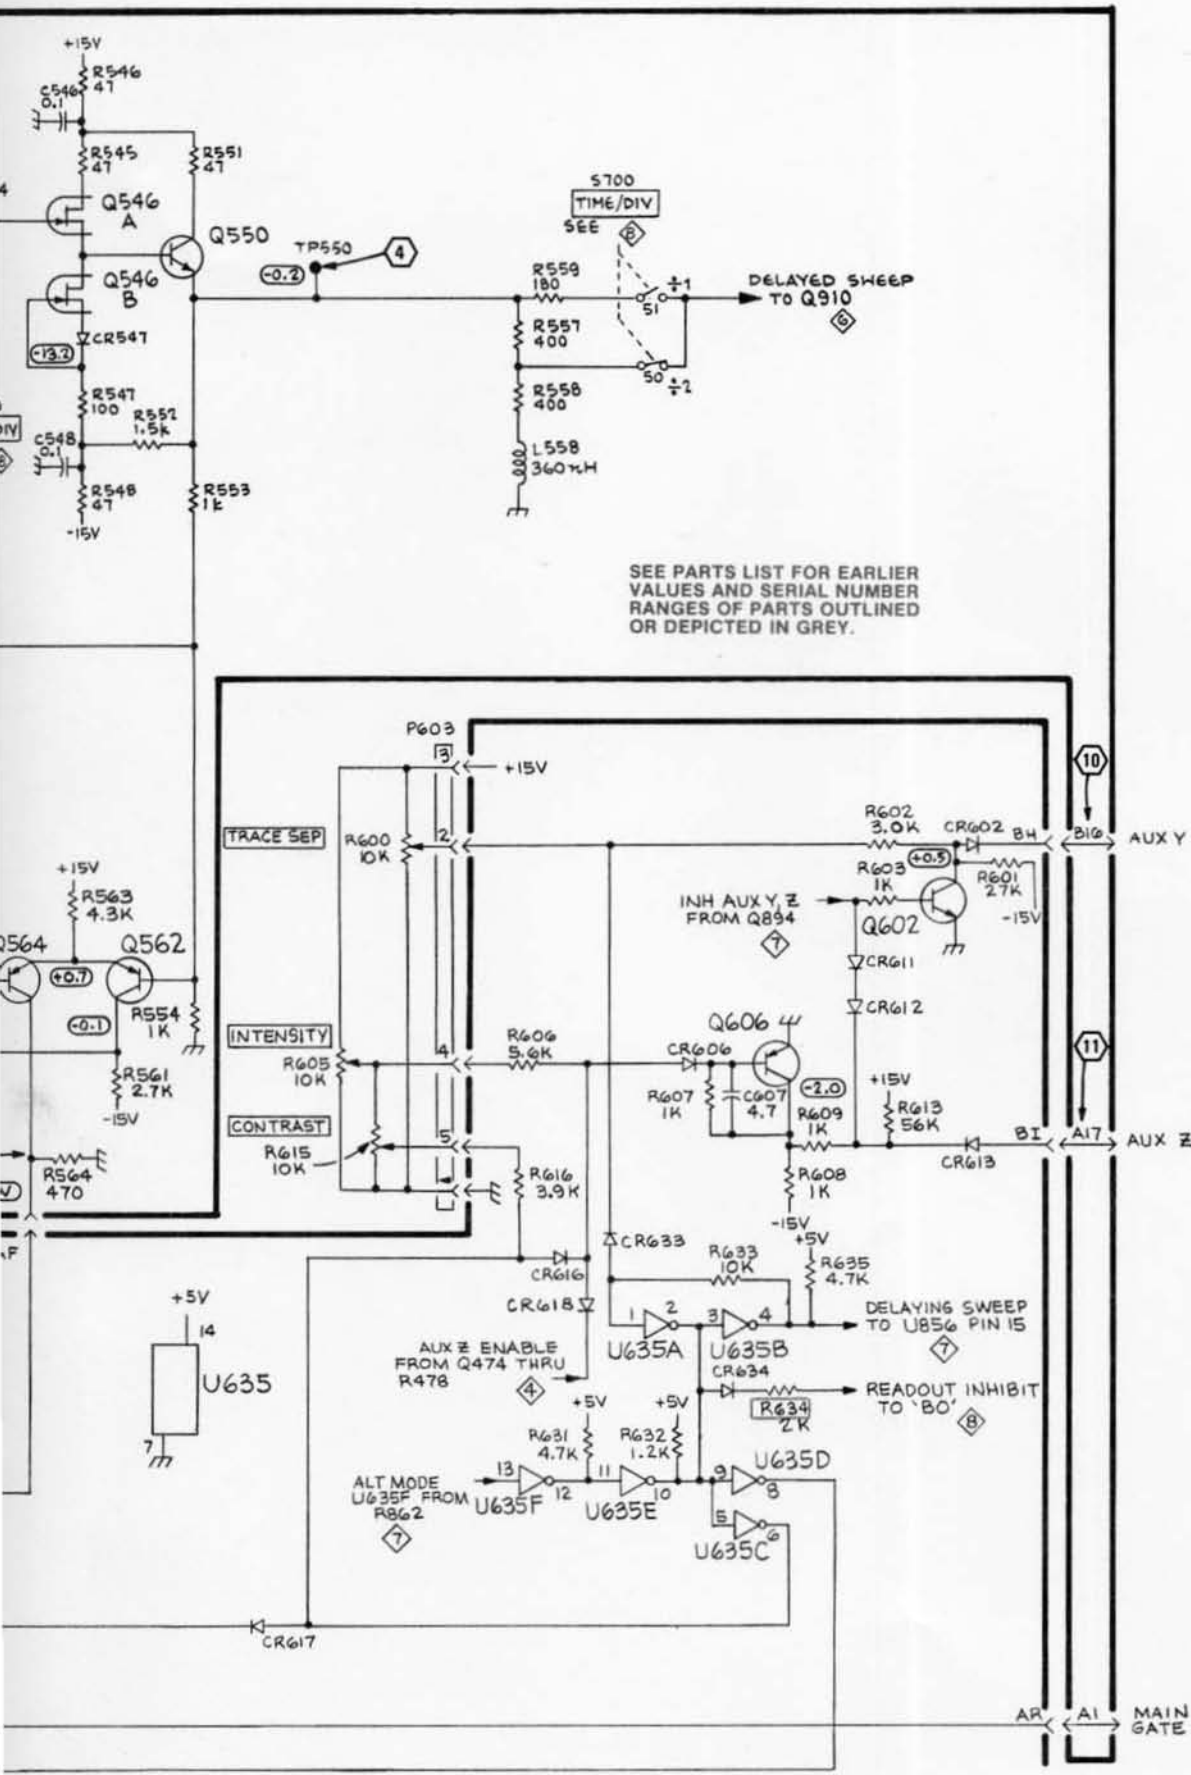 +15V
R546
47
C546
0.1
R545
47
R551
47
4
Q546
A
Q550
Q546
B
CR547
-13.2
TP550
4
-0.2
S700
TIME/DIV
SEE 8
R559
180
÷1
51
DELAYED SWEEP
TO Q910
6
R557
400
50
÷2
R558
400
L558
360nH
R547
100
R552
1.5K
DIV
C548
0.1
R548
47
-15V
R553
1K
SEE PARTS LIST FOR EARLIER
VALUES AND SERIAL NUMBER
RANGES OF PARTS OUTLINED
OR DEPICTED IN GREY.
P603
3
+15V
10
TRACE SEP
R600
10K
2
R602
3.0K
CR602
BH
B16
AUX Y
+0.5
R603
1K
R601
27K
-15V
INH AUX Y, Z
FROM Q894
7
Q602
CR611
CR612
+15V
R563
4.3K
Q564
Q562
+0.7
-0.1
R554
1K
R561
2.7K
-15V
R564
470
V
AF
INTENSITY
R605
10K
4
R606
5.6K
CR606
Q606
R607
1K
C607
4.7
-2.0
R609
1K
+15V
R613
56K
11
BI
A17
AUX Z
CR613
CONTRAST
R615
10K
5
R616
3.9K
R608
1K
-15V
+5V
CR633
R633
10K
R635
4.7K
CR616
CR618
1
2
3
4
U635A
U635B
DELAYING SWEEP
TO U856 PIN 15
7
AUX Z ENABLE
FROM Q474 THRU
R478
4
CR634
R634
2K
READOUT INHIBIT
TO 'BO'
8
+5V
14
U635
7
+5V
R631
4.7K
+5V
R632
1.2K
ALT MODE
U635F FROM
R862
7
13
12
U635F
11
10
U635E
9
8
U635D
5
6
U635C
CR617
AR
A1
MAIN
GATE